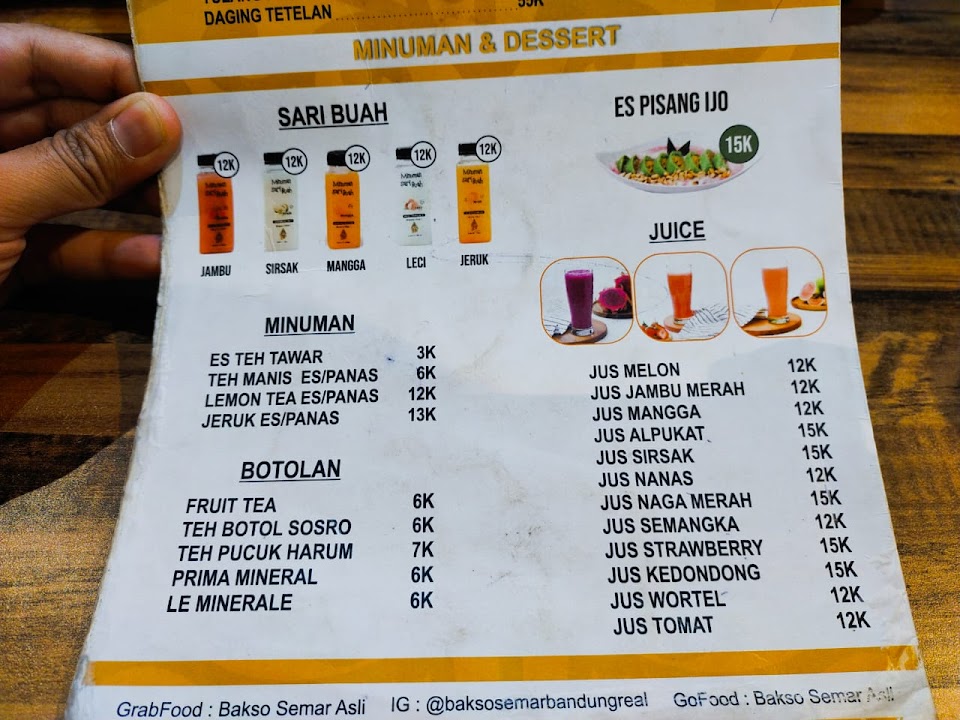 DAGING TETELAN 55K
MINUMAN & DESSERT
SARI BUAH
12K 12K 12K 12K 12K
JAMBU SIRSAK MANGGA LECI JERUK
MINUMAN
ES TEH TAWAR 3K
TEH MANIS ES/PANAS 6K
LEMON TEA ES/PANAS 12K
JERUK ES/PANAS 13K
BOTOLAN
FRUIT TEA 6K
TEH BOTOL SOSRO 6K
TEH PUCUK HARUM 7K
PRIMA MINERAL 6K
LE MINERALE 6K
ES PISANG IJO
15K
JUICE
JUS MELON 12K
JUS JAMBU MERAH 12K
JUS MANGGA 12K
JUS ALPUKAT 15K
JUS SIRSAK 15K
JUS NANAS 12K
JUS NAGA MERAH 15K
JUS SEMANGKA 12K
JUS STRAWBERRY 15K
JUS KEDONDONG 15K
JUS WORTEL 12K
JUS TOMAT 12K
GrabFood : Bakso Semar Asli IG : @baksosemarbandungreal GoFood : Bakso Semar Asli